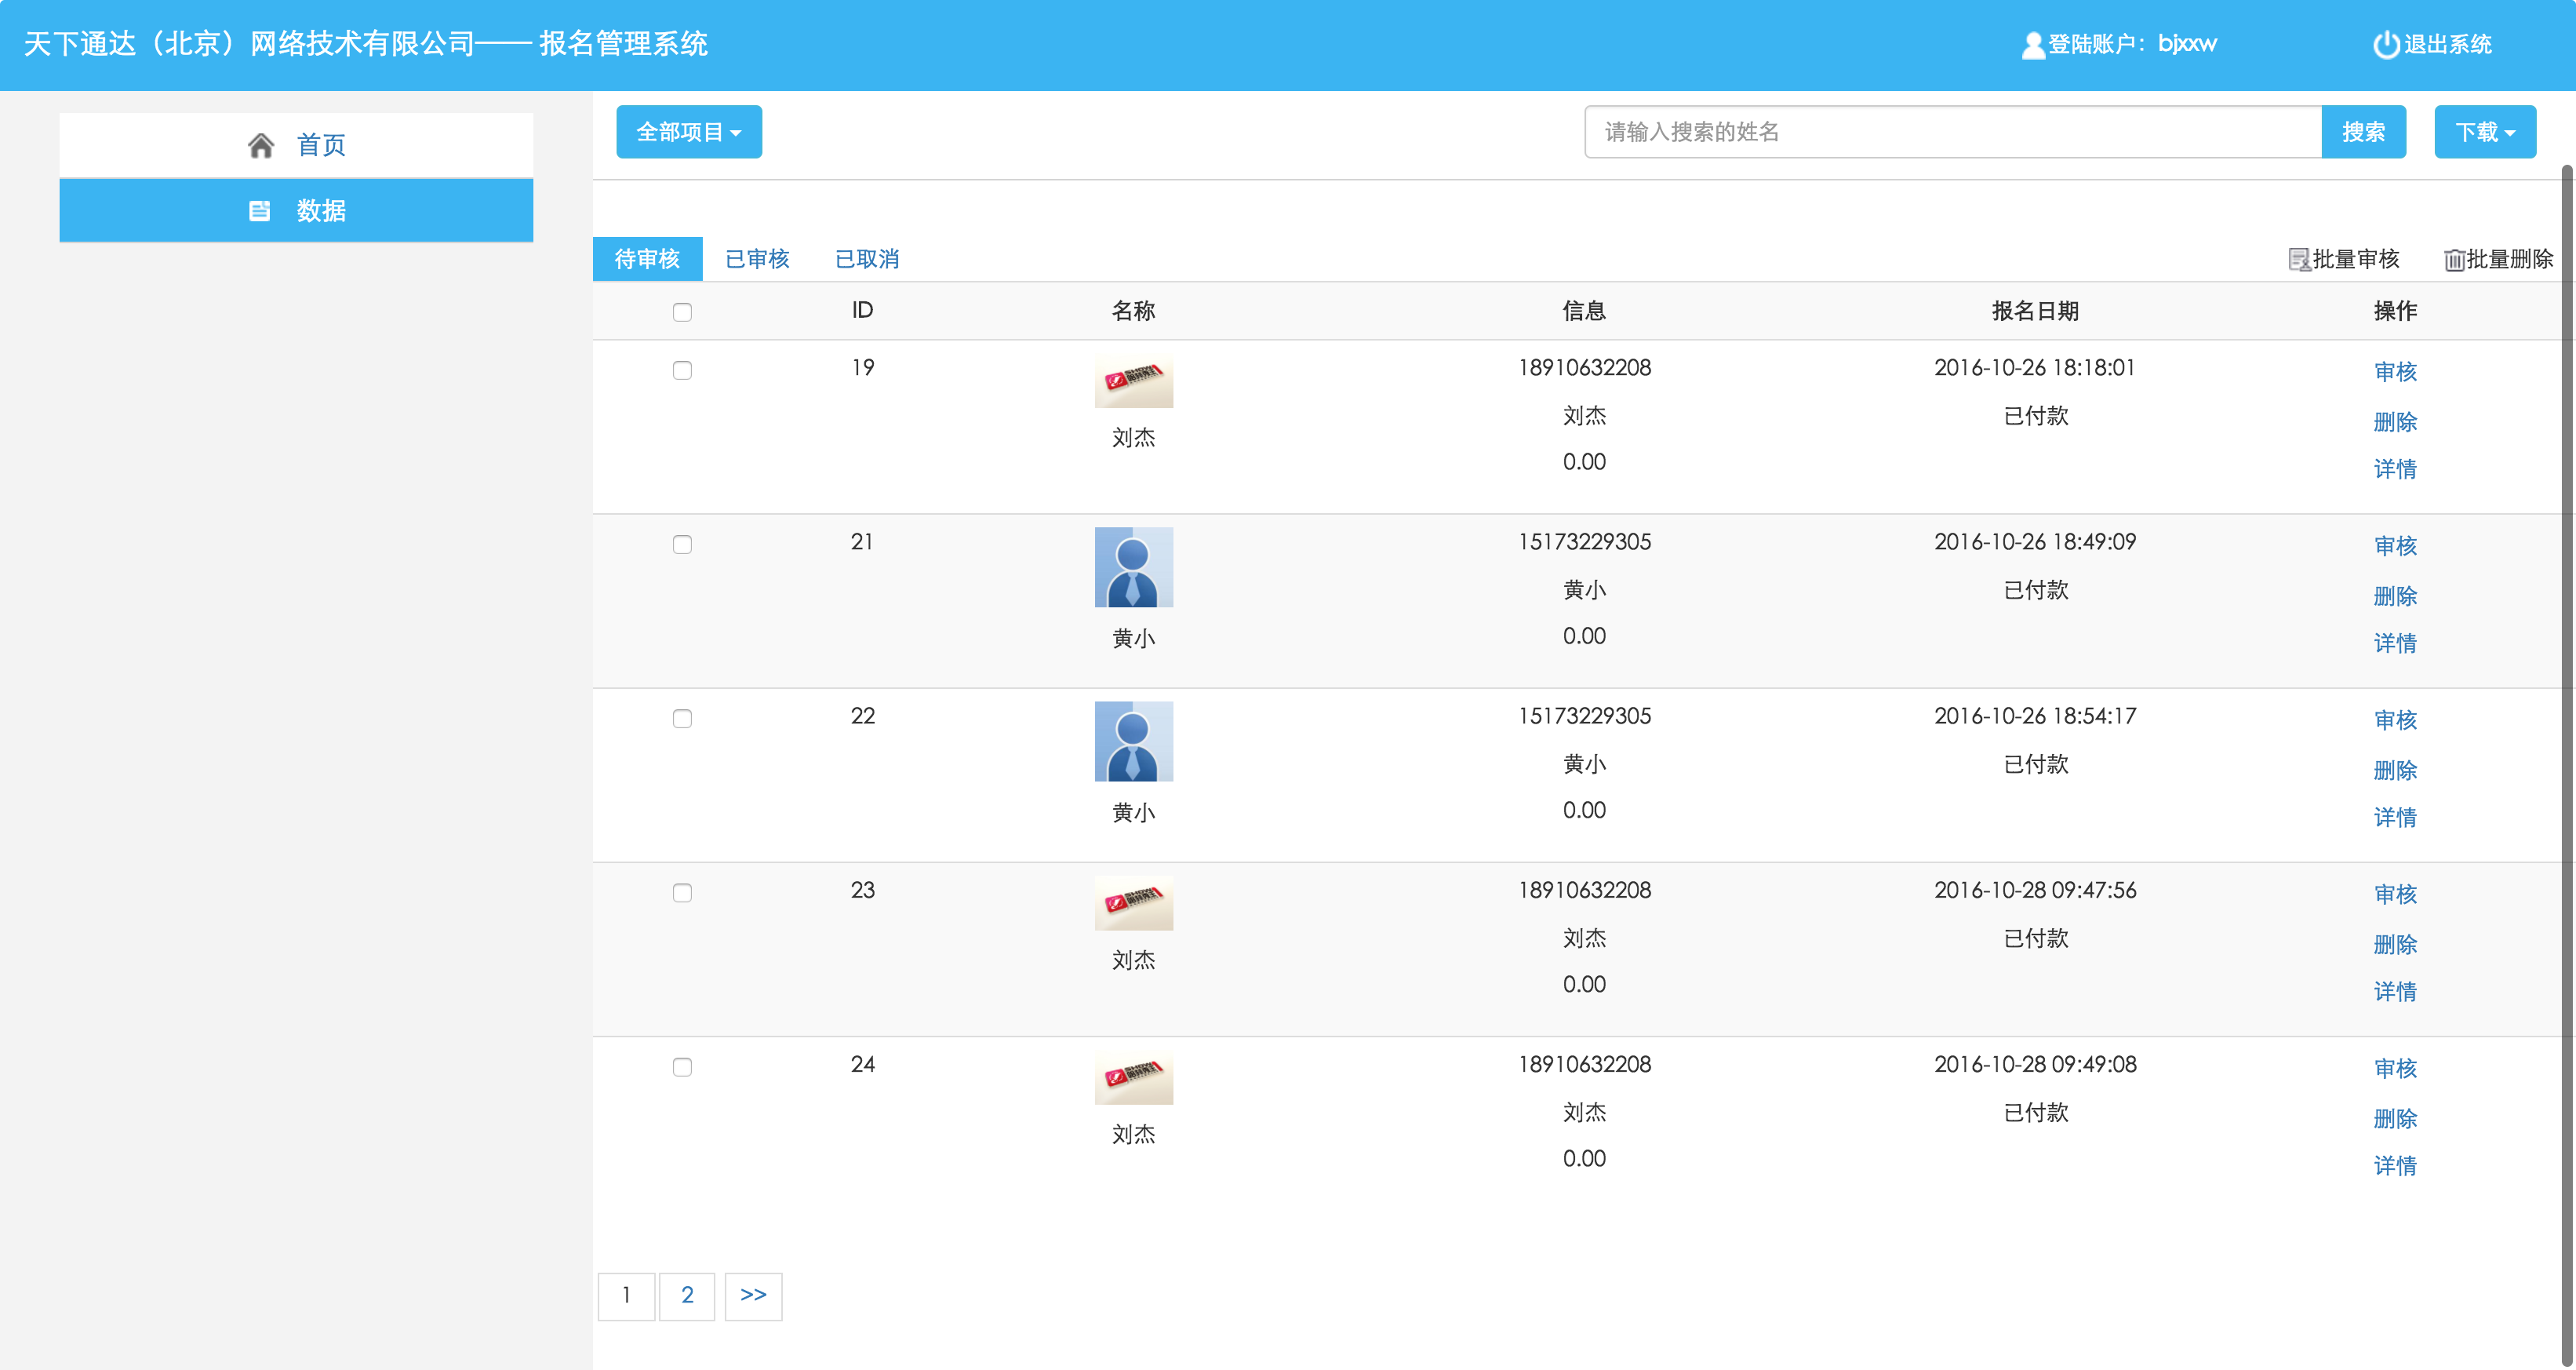 天下通达（北京）网络技术有限公司—— 报名管理系统
登陆账户：bjxxw
退出系统
首页
数据
全部项目
请输入搜索的姓名
搜索
下载
待审核
已审核
已取消
批量审核
批量删除
ID
名称
信息
报名日期
操作
19
刘杰
18910632208
刘杰
0.00
2016-10-26 18:18:01
已付款
审核
删除
详情
21
黄小
15173229305
黄小
0.00
2016-10-26 18:49:09
已付款
审核
删除
详情
22
黄小
15173229305
黄小
0.00
2016-10-26 18:54:17
已付款
审核
删除
详情
23
刘杰
18910632208
刘杰
0.00
2016-10-28 09:47:56
已付款
审核
删除
详情
24
刘杰
18910632208
刘杰
0.00
2016-10-28 09:49:08
已付款
审核
删除
详情
1
2
>>